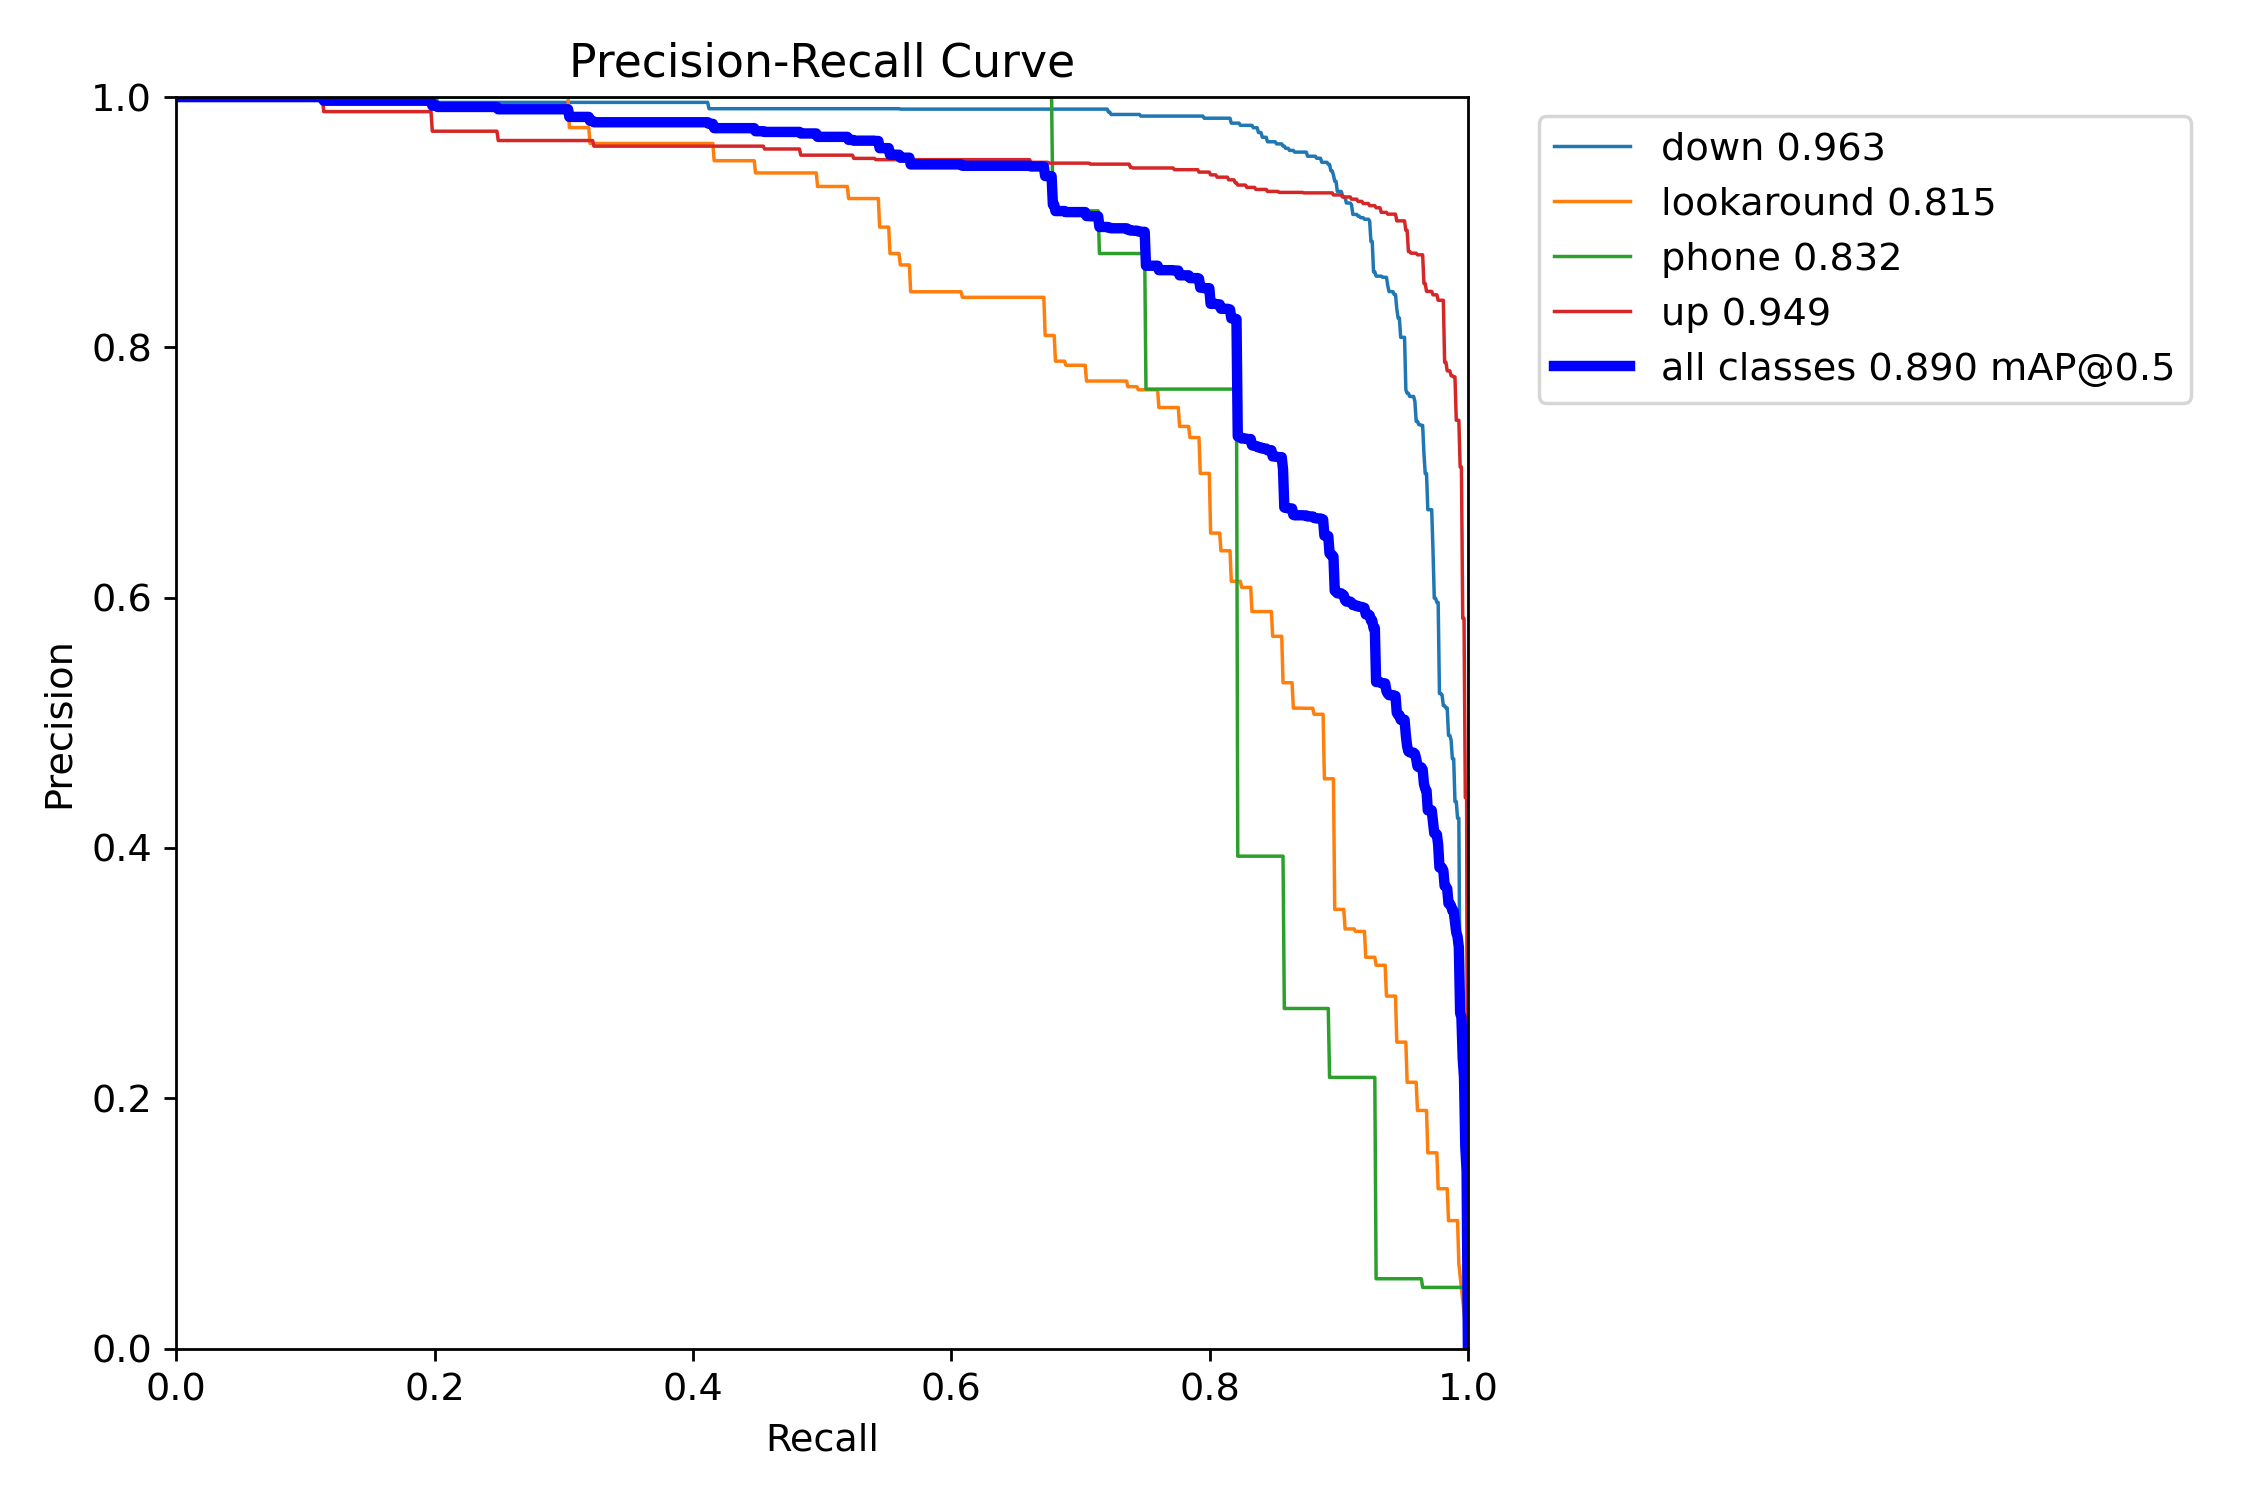 Precision-Recall Curve
1.0
0.8
0.6
0.4
0.2
0.0
Precision
0.0 0.2 0.4 0.6 0.8 1.0
Recall
down 0.963
lookaround 0.815
phone 0.832
up 0.949
all classes 0.890 mAP@0.5